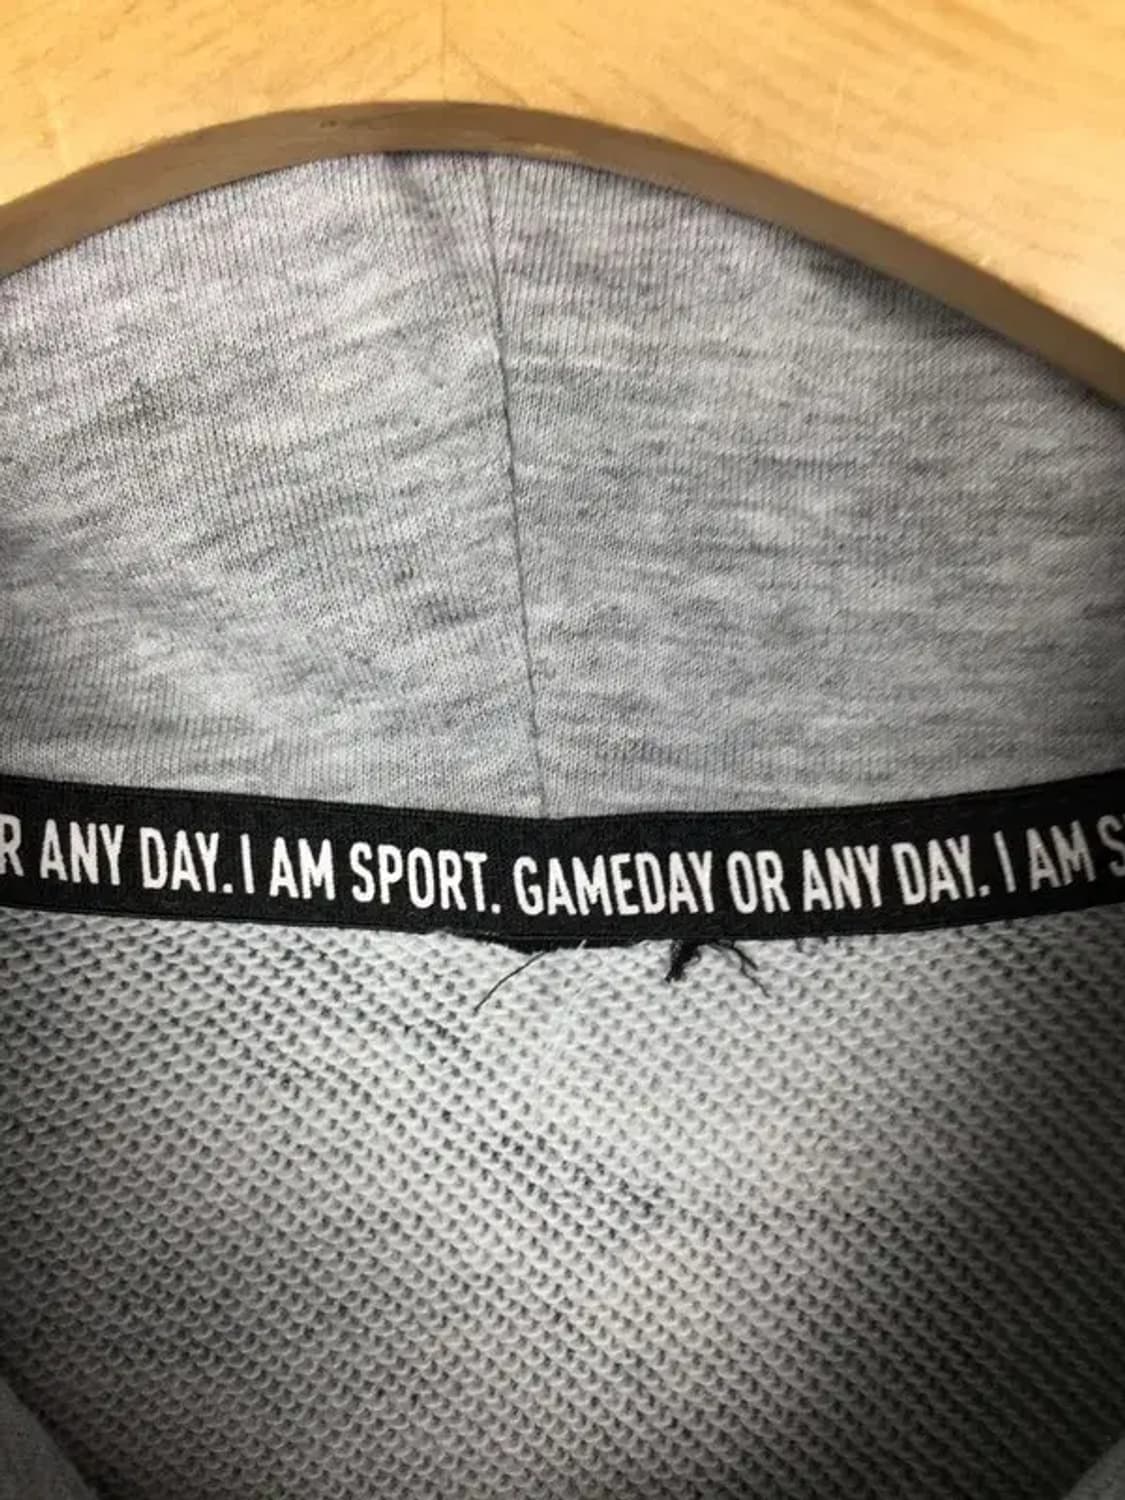 R ANY DAY. I AM SPORT. GAMEDAY OR ANY DAY. I AM S